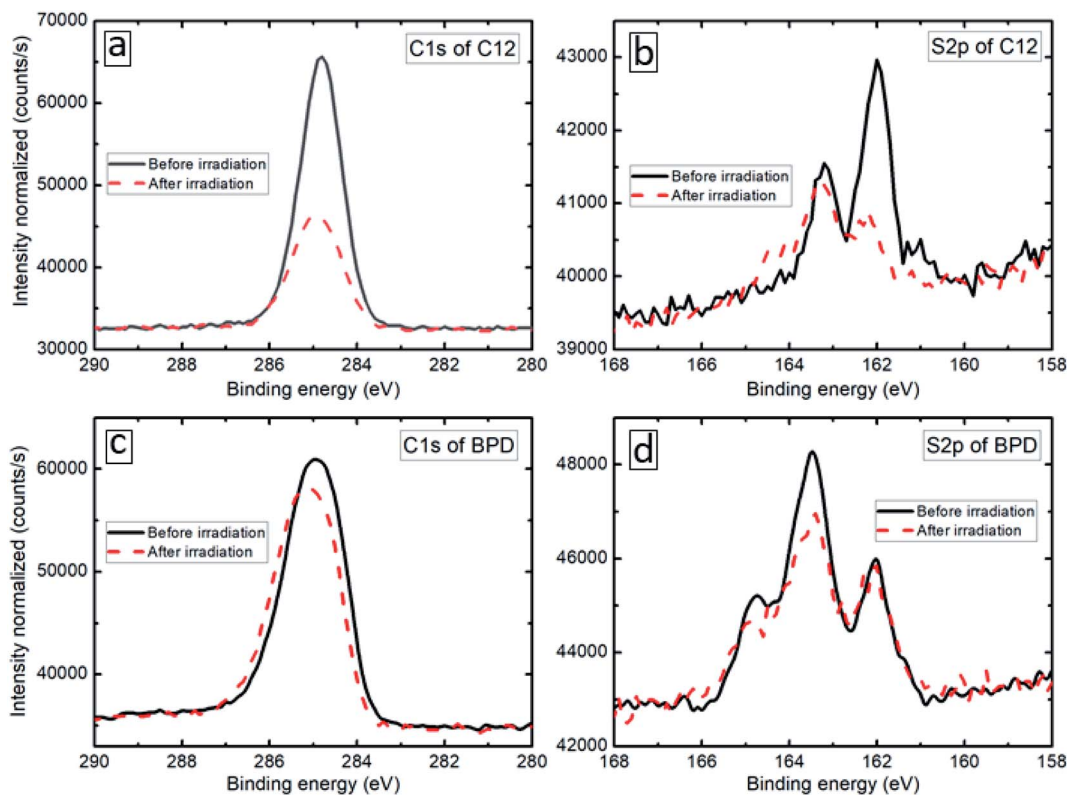 a
C1s of C12
Intensity normalized (counts/s)
70000
60000
50000
40000
30000
Before irradiation
After irradiation
290 288 286 284 282 280
Binding energy (eV)
b
S2p of C12
43000
42000
41000
40000
39000
Before irradiation
After irradiation
168 166 164 162 160 158
Binding energy (eV)
c
C1s of BPD
Intensity normalized (counts/s)
60000
50000
40000
Before irradiation
After irradiation
290 288 286 284 282 280
Binding energy (eV)
d
S2p of BPD
48000
46000
44000
42000
Before irradiation
After irradiation
168 166 164 162 160 158
Binding energy (eV)